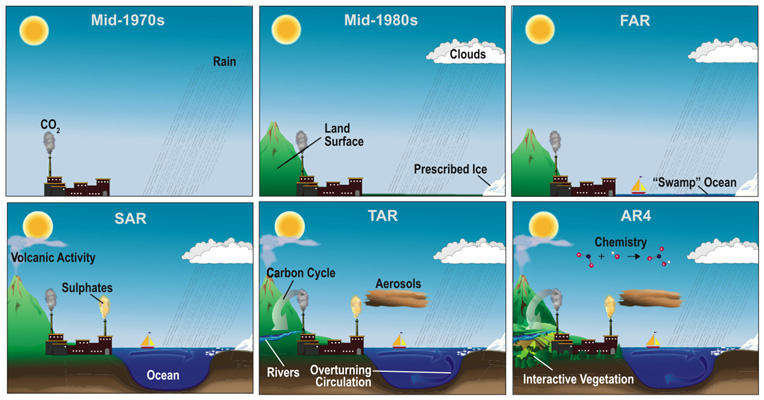 Mid-1970s
Rain
CO2
Mid-1980s
Clouds
Land
Surface
Prescribed Ice
FAR
"Swamp" Ocean
SAR
Volcanic Activity
Sulphates
Ocean
TAR
Carbon Cycle
Aerosols
Rivers
Overturning
Circulation
AR4
Chemistry
+ →
Interactive Vegetation